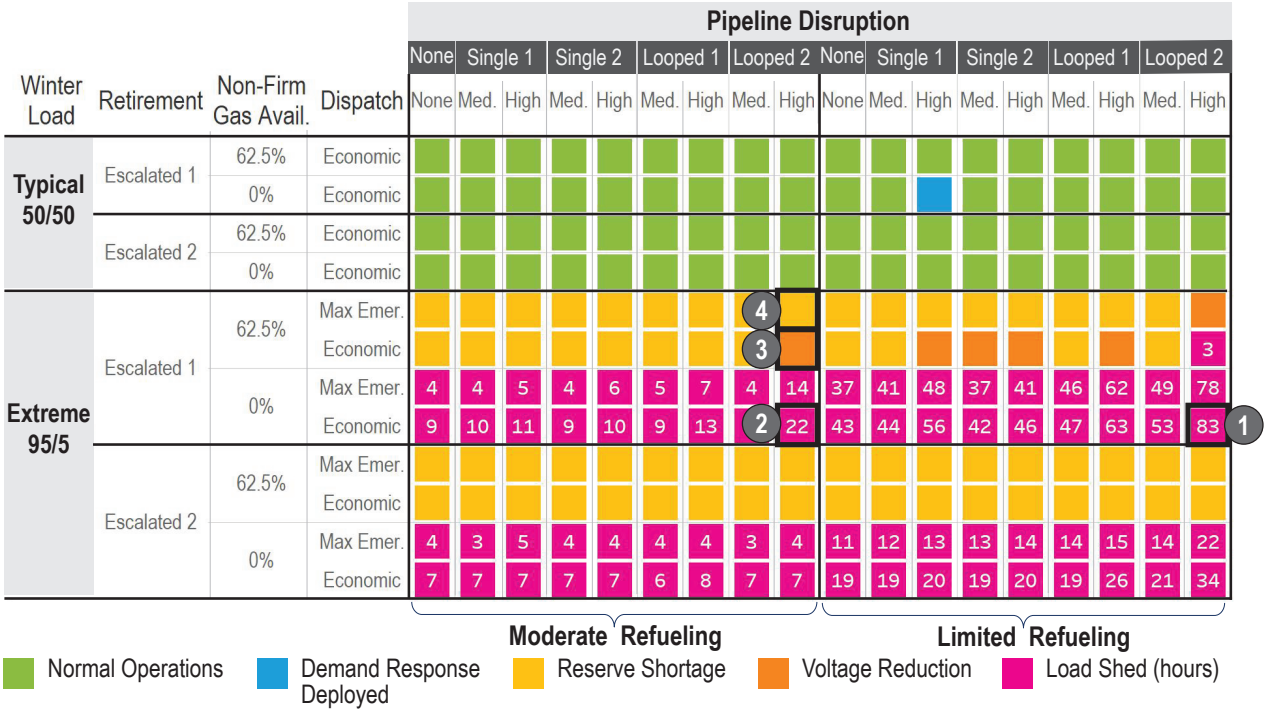 Pipeline Disruption
None Single 1 Single 2 Looped 1 Looped 2 None Single 1 Single 2 Looped 1 Looped 2
Winter Load Retirement Non-Firm Gas Avail. Dispatch None Med. High Med. High Med. High Med. High None Med. High Med. High Med. High Med. High
Typical 50/50
Escalated 1
62.5% Economic
0% Economic
Escalated 2
62.5% Economic
0% Economic
Extreme 95/5
Escalated 1
62.5%
Max Emer. 4
Economic 3 3
0%
Max Emer. 4 4 5 4 6 5 7 4 14 37 41 48 37 41 46 62 49 78
Economic 9 10 11 9 10 9 13 2 22 43 44 56 42 46 47 63 53 83 1
Escalated 2
62.5%
Max Emer.
Economic
0%
Max Emer. 4 3 5 4 4 4 4 3 4 11 12 13 13 14 14 15 14 22
Economic 7 7 7 7 7 6 8 7 7 19 19 20 19 20 19 26 21 34
Moderate Refueling Limited Refueling
Normal Operations Demand Response Deployed Reserve Shortage Voltage Reduction Load Shed (hours)